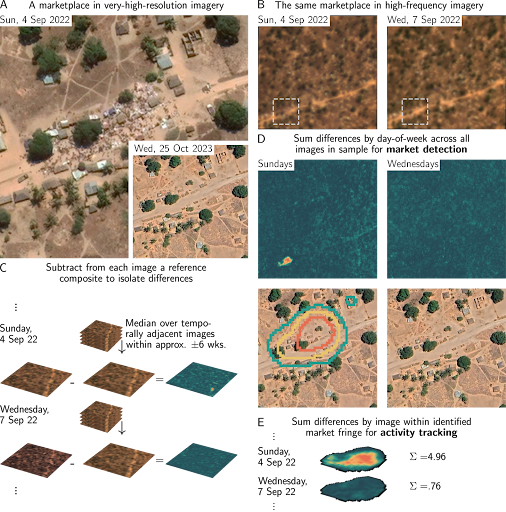 A A marketplace in very-high-resolution imagery
Sun, 4 Sep 2022
Wed, 25 Oct 2023
B The same marketplace in high-frequency imagery
Sun, 4 Sep 2022
Wed, 7 Sep 2022
C Subtract from each image a reference
composite to isolate differences
⋮
Sunday,
4 Sep 22
Median over tempo-
rally adjacent images
within approx. ±6 wks.
- =
Wednesday,
7 Sep 22
- =
⋮
D Sum differences by day-of-week across all
images in sample for market detection
Sundays
Wednesdays
E Sum differences by image within identified
market fringe for activity tracking
⋮
Sunday,
4 Sep 22
Σ =4.96
Wednesday,
7 Sep 22
Σ =.76
⋮